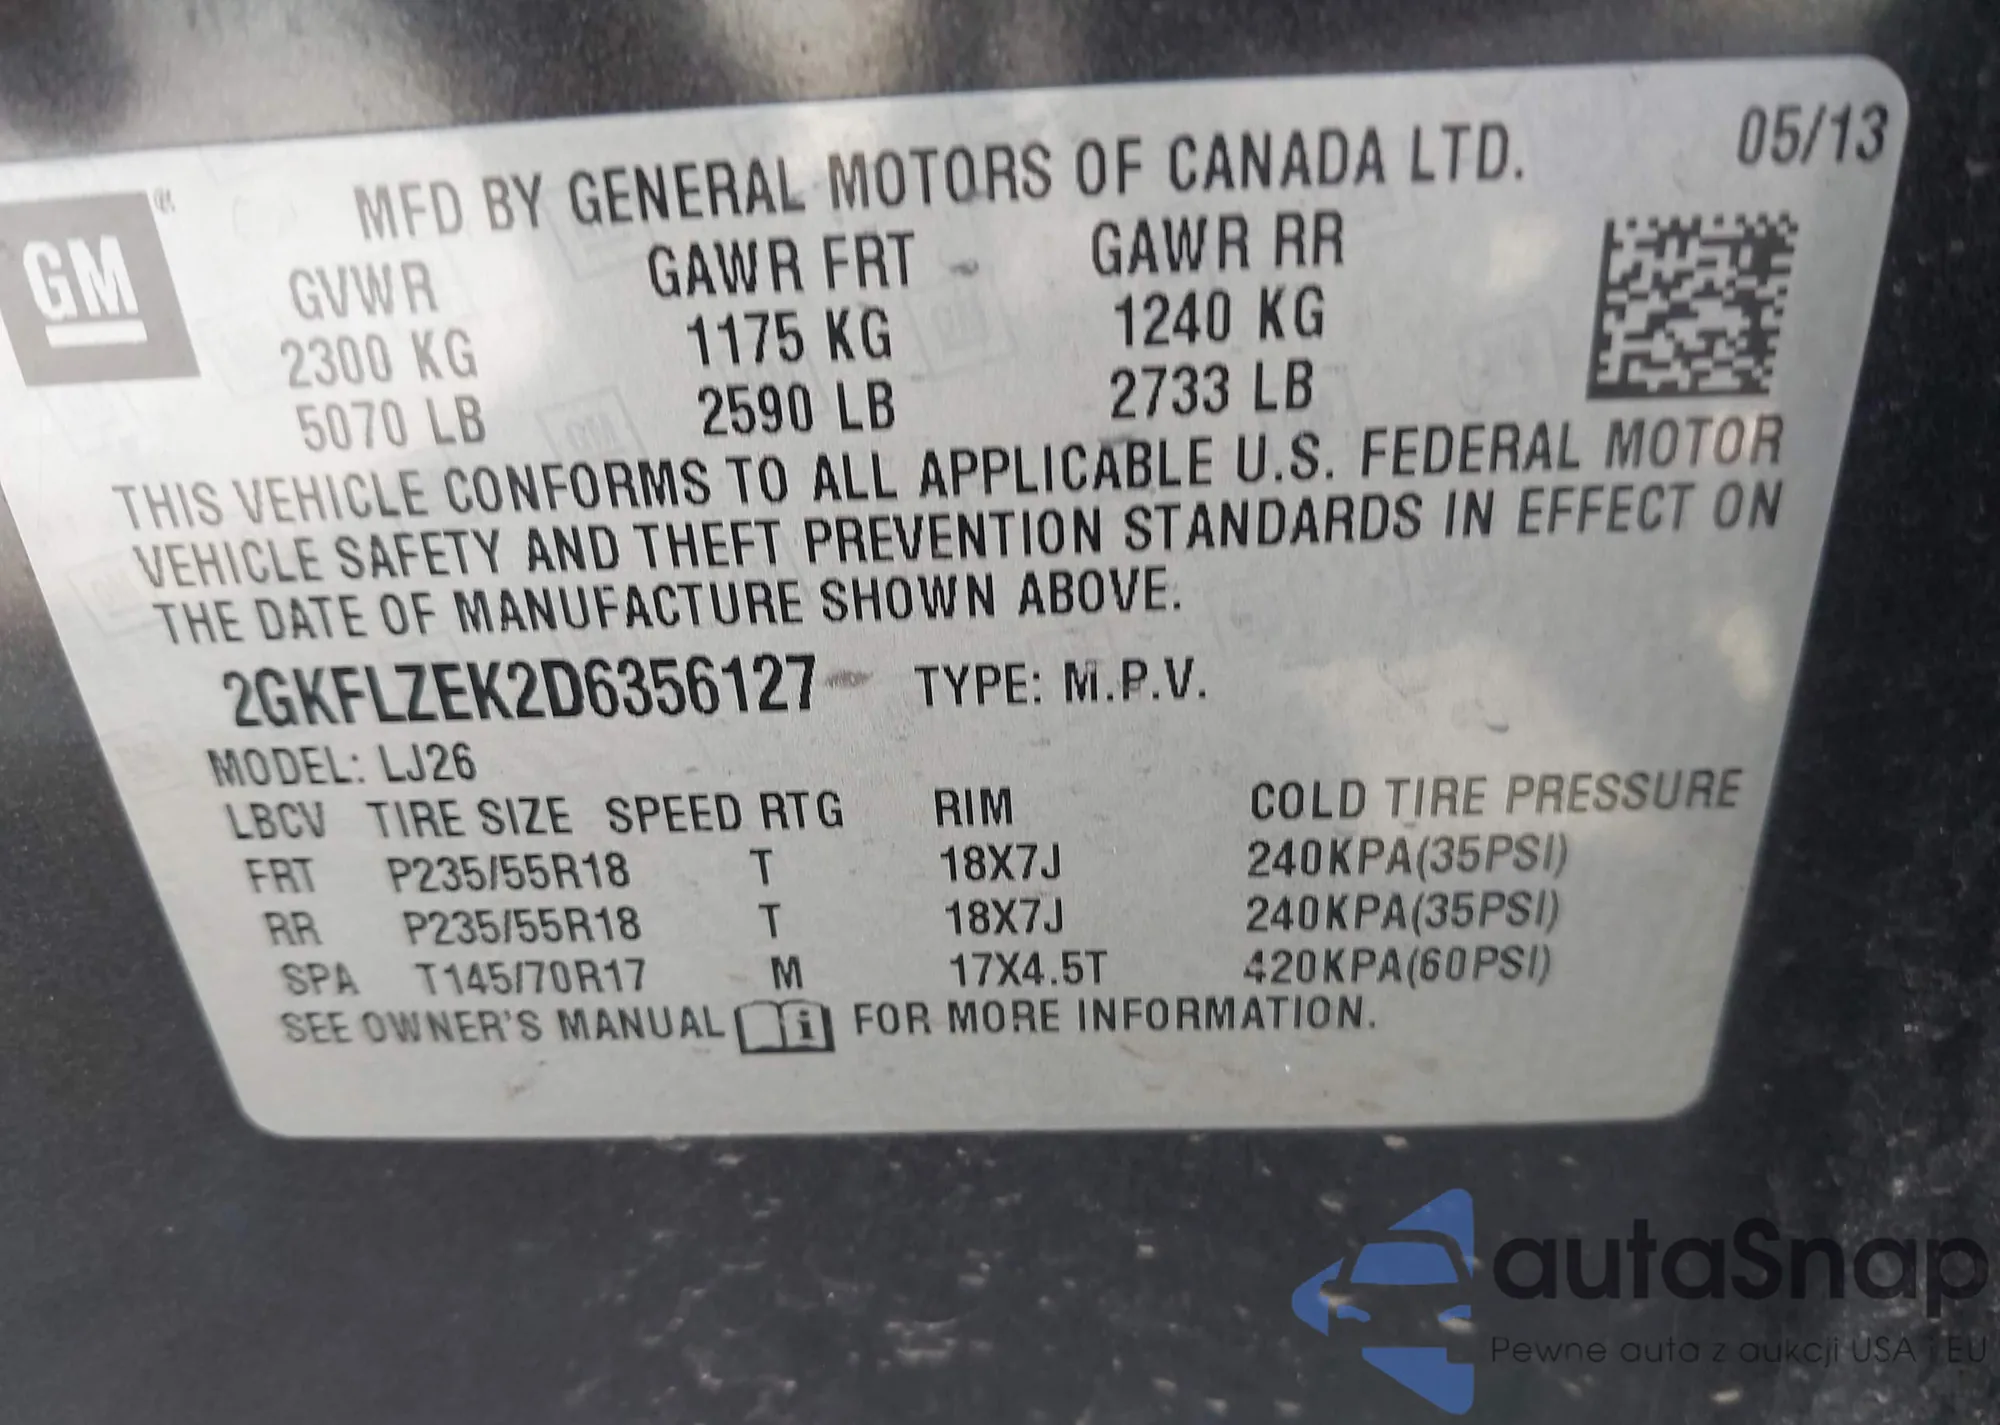 05/13
GM
MFD BY GENERAL MOTORS OF CANADA LTD.
GVWR GAWR FRT GAWR RR
2300 KG 1175 KG 1240 KG
5070 LB 2590 LB 2733 LB
THIS VEHICLE CONFORMS TO ALL APPLICABLE U.S. FEDERAL MOTOR
VEHICLE SAFETY AND THEFT PREVENTION STANDARDS IN EFFECT ON
THE DATE OF MANUFACTURE SHOWN ABOVE.
2GKFLZEK2D6356127 TYPE: M.P.V.
MODEL: LJ26
LBCV TIRE SIZE SPEED RTG RIM COLD TIRE PRESSURE
FRT P235/55R18 T 18X7J 240KPA(35PSI)
RR P235/55R18 T 18X7J 240KPA(35PSI)
SPA T145/70R17 M 17X4.5T 420KPA(60PSI)
SEE OWNER'S MANUAL i FOR MORE INFORMATION.
autaSnap
Pewne auta z aukcji USA i EU